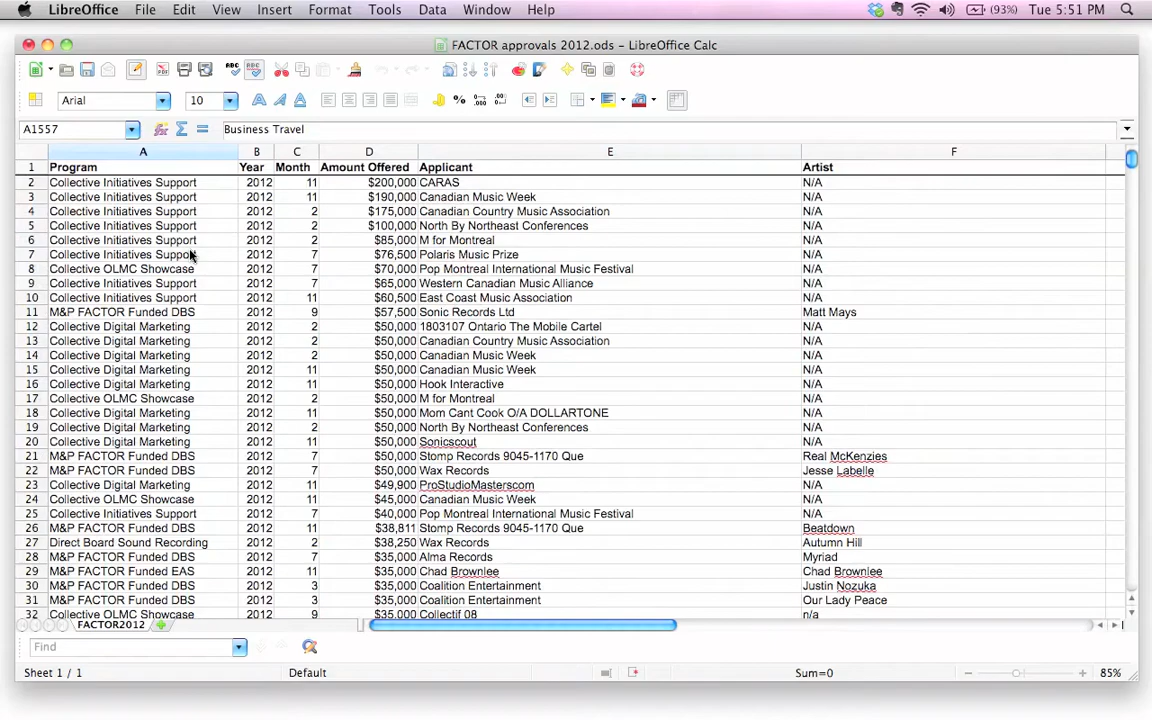 LibreOffice File Edit View Insert Format Tools Data Window Help (93%) Tue 5:51 PM
FACTOR approvals 2012.ods – LibreOffice Calc
Arial 10
A1557 Business Travel
A B C D E F
1 Program Year Month Amount Offered Applicant Artist
2 Collective Initiatives Support 2012 11 $200,000 CARAS N/A
3 Collective Initiatives Support 2012 11 $190,000 Canadian Music Week N/A
4 Collective Initiatives Support 2012 2 $175,000 Canadian Country Music Association N/A
5 Collective Initiatives Support 2012 2 $100,000 North By Northeast Conferences N/A
6 Collective Initiatives Support 2012 2 $85,000 M for Montreal N/A
7 Collective Initiatives Support 2012 7 $76,500 Polaris Music Prize N/A
8 Collective OLMC Showcase 2012 7 $70,000 Pop Montreal International Music Festival N/A
9 Collective Initiatives Support 2012 7 $65,000 Western Canadian Music Alliance N/A
10 Collective Initiatives Support 2012 11 $60,500 East Coast Music Association N/A
11 M&P FACTOR Funded DBS 2012 9 $57,500 Sonic Records Ltd Matt Mays
12 Collective Digital Marketing 2012 2 $50,000 1803107 Ontario The Mobile Cartel N/A
13 Collective Digital Marketing 2012 2 $50,000 Canadian Country Music Association N/A
14 Collective Digital Marketing 2012 2 $50,000 Canadian Music Week N/A
15 Collective Digital Marketing 2012 11 $50,000 Canadian Music Week N/A
16 Collective Digital Marketing 2012 11 $50,000 Hook Interactive N/A
17 Collective OLMC Showcase 2012 2 $50,000 M for Montreal N/A
18 Collective Digital Marketing 2012 11 $50,000 Mom Cant Cook O/A DOLLARTONE N/A
19 Collective Digital Marketing 2012 2 $50,000 North By Northeast Conferences N/A
20 Collective Digital Marketing 2012 11 $50,000 Sonicscout N/A
21 M&P FACTOR Funded DBS 2012 7 $50,000 Stomp Records 9045-1170 Que Real McKenzies
22 M&P FACTOR Funded DBS 2012 7 $50,000 Wax Records Jesse Labelle
23 Collective Digital Marketing 2012 11 $49,900 ProStudioMasterscom N/A
24 Collective OLMC Showcase 2012 11 $45,000 Canadian Music Week N/A
25 Collective Initiatives Support 2012 7 $40,000 Pop Montreal International Music Festival N/A
26 M&P FACTOR Funded DBS 2012 11 $38,811 Stomp Records 9045-1170 Que Beatdown
27 Direct Board Sound Recording 2012 2 $38,250 Wax Records Autumn Hill
28 M&P FACTOR Funded DBS 2012 7 $35,000 Alma Records Myriad
29 M&P FACTOR Funded EAS 2012 11 $35,000 Chad Brownlee Chad Brownlee
30 M&P FACTOR Funded DBS 2012 3 $35,000 Coalition Entertainment Justin Nozuka
31 M&P FACTOR Funded DBS 2012 3 $35,000 Coalition Entertainment Our Lady Peace
32 Collective OLMC Showcase 2012 9 $35,000 Collectif 08 n/a
FACTOR2012
Find
Sheet 1 / 1 Default Sum=0 85%